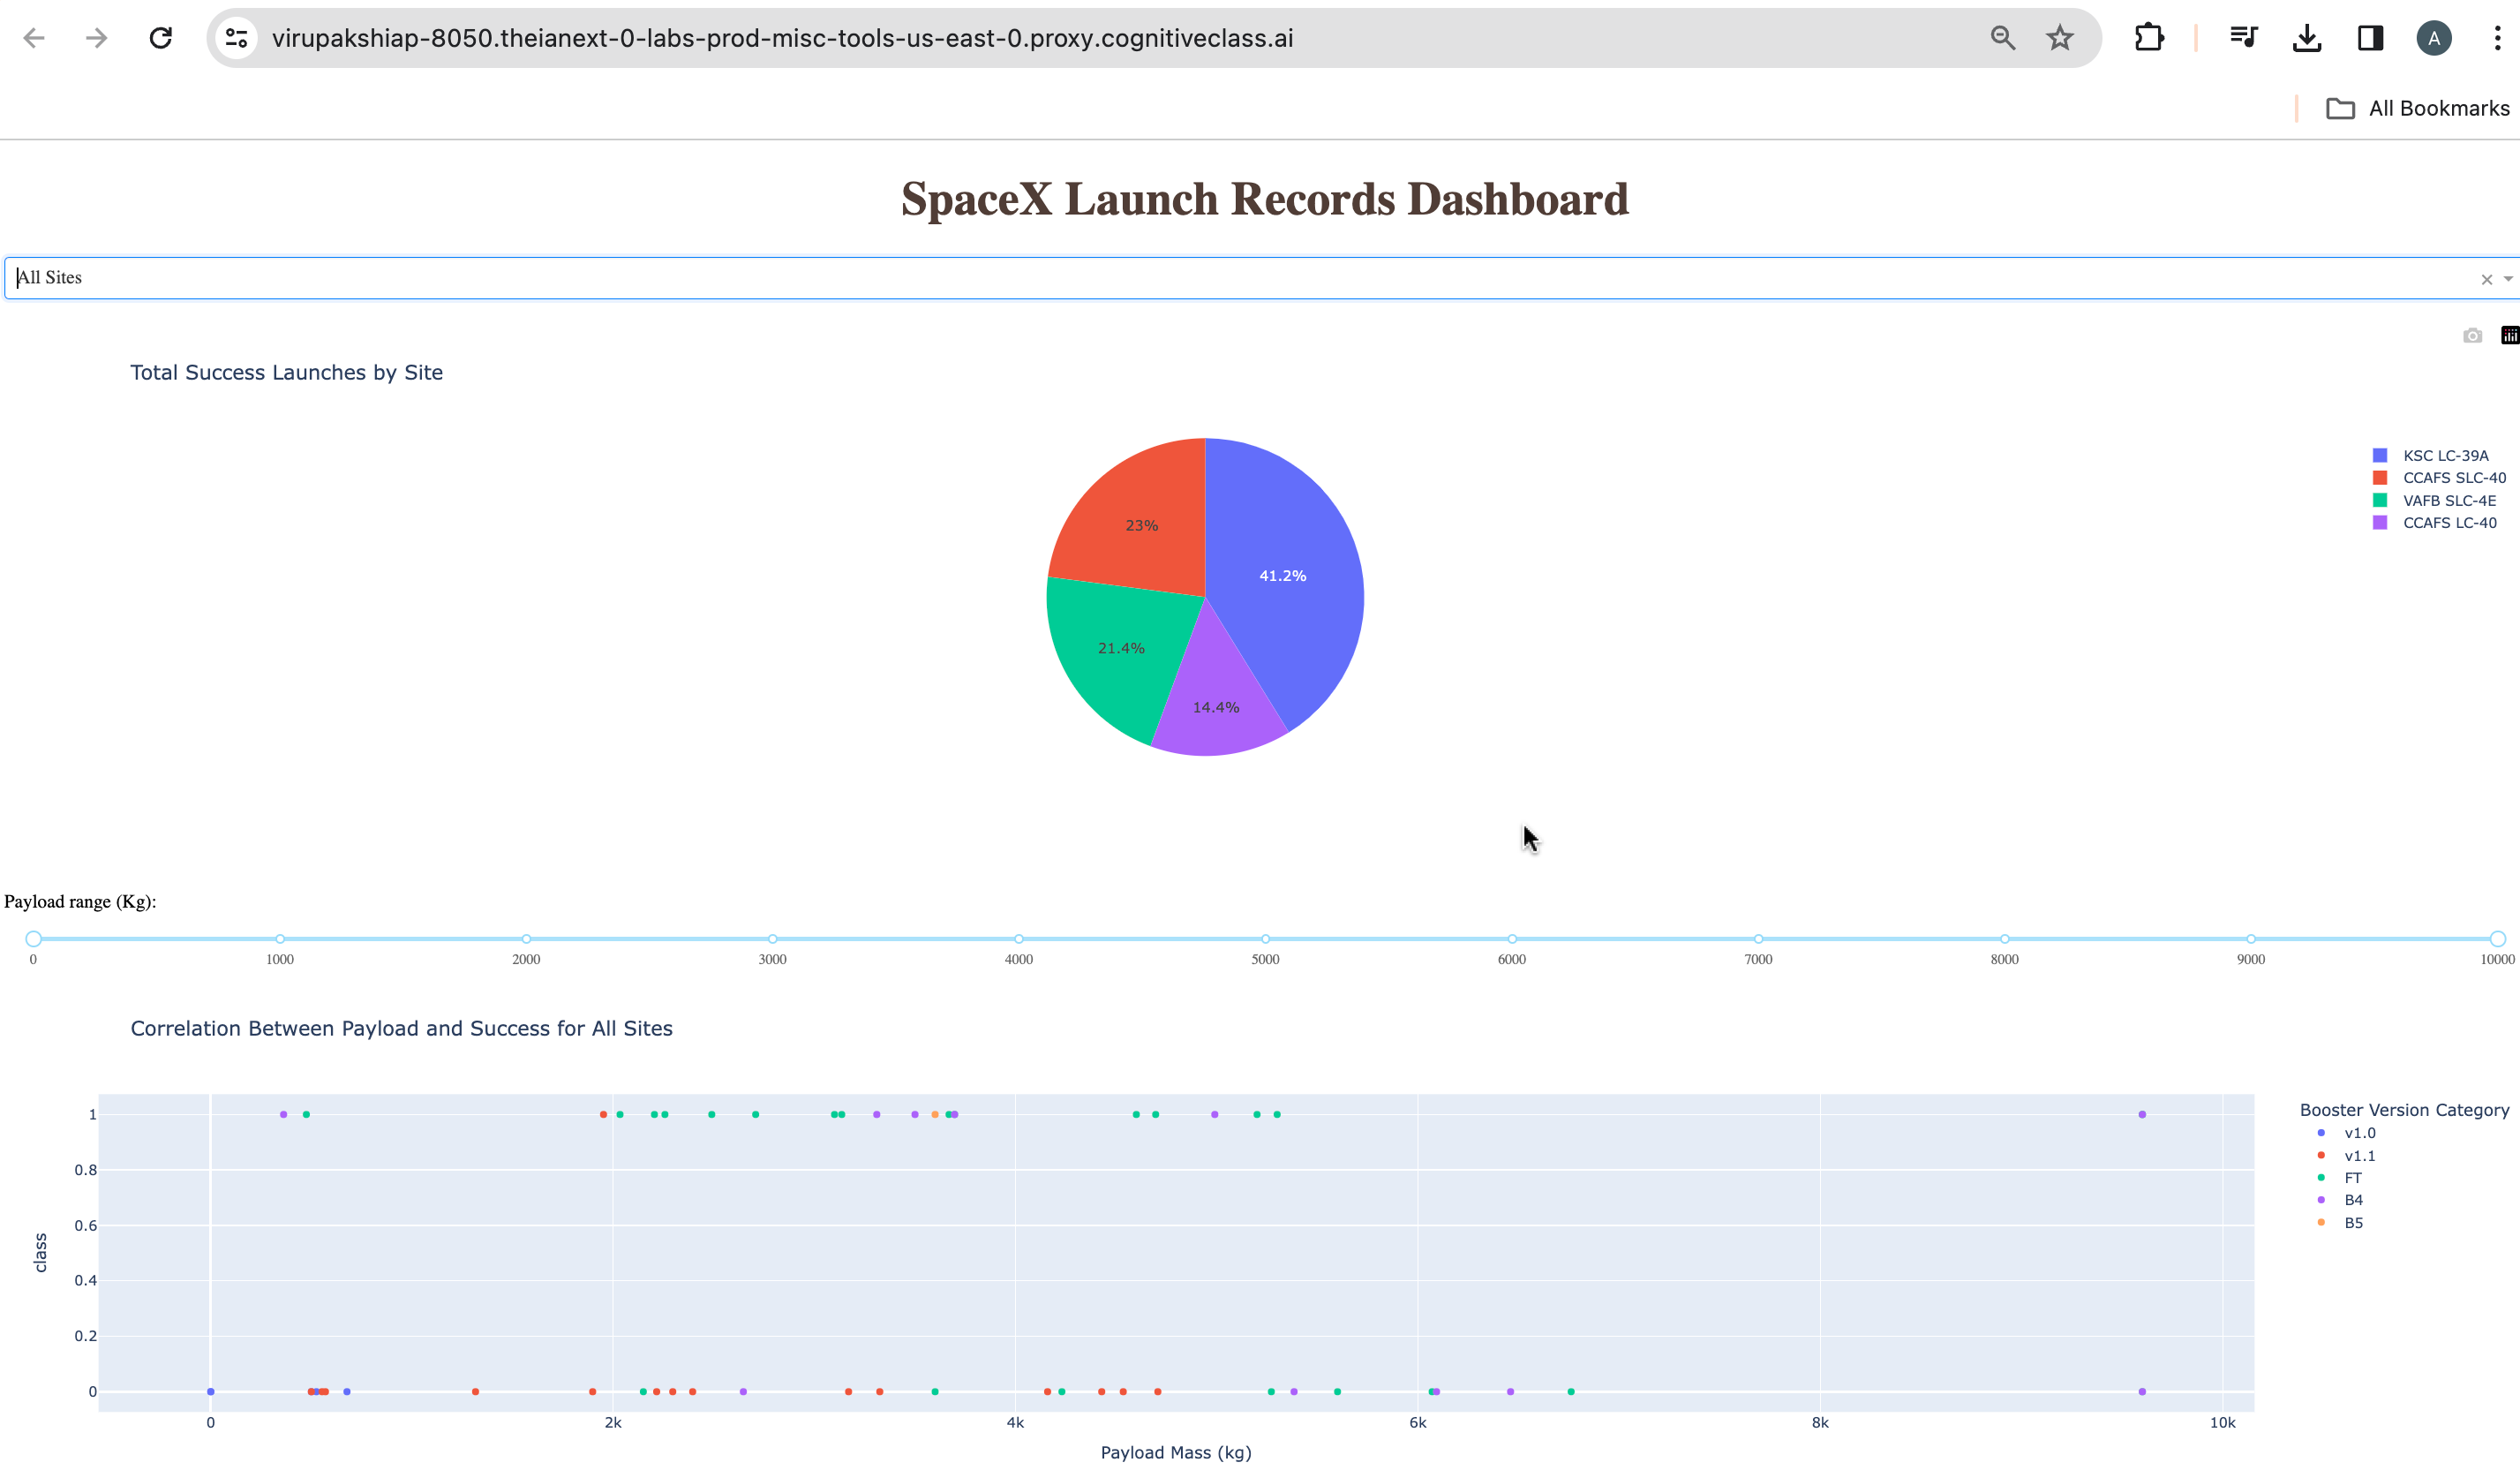 virupakshiap-8050.theianext-0-labs-prod-misc-tools-us-east-0.proxy.cognitiveclass.ai
A
All Bookmarks
SpaceX Launch Records Dashboard
All Sites
Total Success Launches by Site
KSC LC-39A
CCAFS SLC-40
VAFB SLC-4E
CCAFS LC-40
23%
41.2%
21.4%
14.4%
Payload range (Kg):
0 1000 2000 3000 4000 5000 6000 7000 8000 9000 10000
Correlation Between Payload and Success for All Sites
Booster Version Category
v1.0
v1.1
FT
B4
B5
1
0.8
0.6
0.4
0.2
0
class
0 2k 4k 6k 8k 10k
Payload Mass (kg)